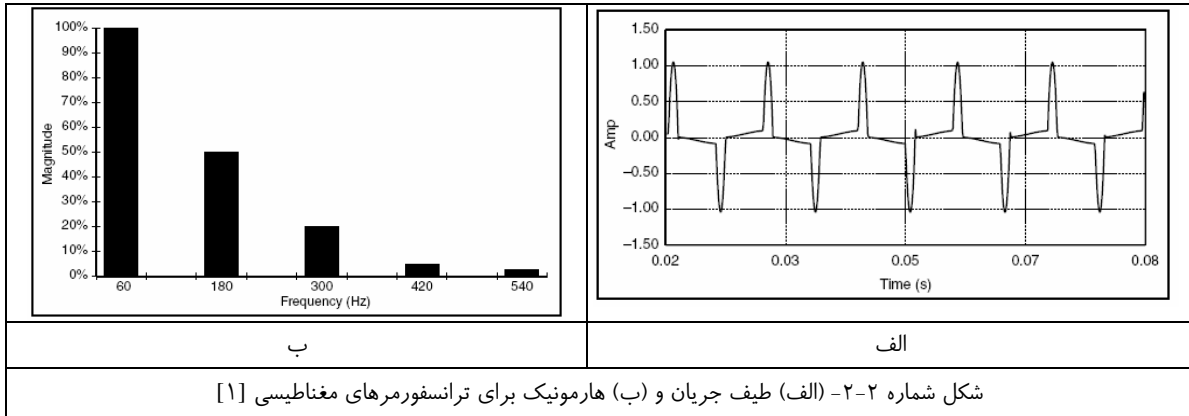 100%
90%
80%
70%
60%
50%
40%
30%
20%
10%
0%
Magnitude
60 180 300 420 540
Frequency (Hz)
1.50
1.00
0.50
0.00
−0.50
−1.00
−1.50
Amp
0.02 0.03 0.05 0.07 0.08
Time (s)
ب
الف
شکل شماره ۲-۲- (الف) طیف جریان و (ب) هارمونیک برای ترانسفورمرهای مغناطیسی [۱]